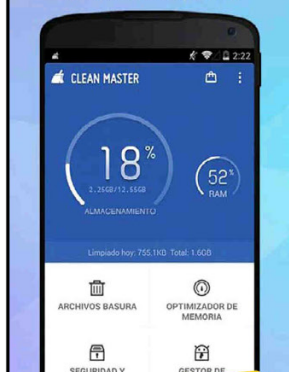 2:22
CLEAN MASTER
18%
2.25GB/12.55GB
ALMACENAMIENTO
52%
RAM
Limpiado hoy: 755.1KB Total: 1.6GB
ARCHIVOS BASURA
OPTIMIZADOR DE
MEMORIA
SEGURIDAD Y
GESTOR DE